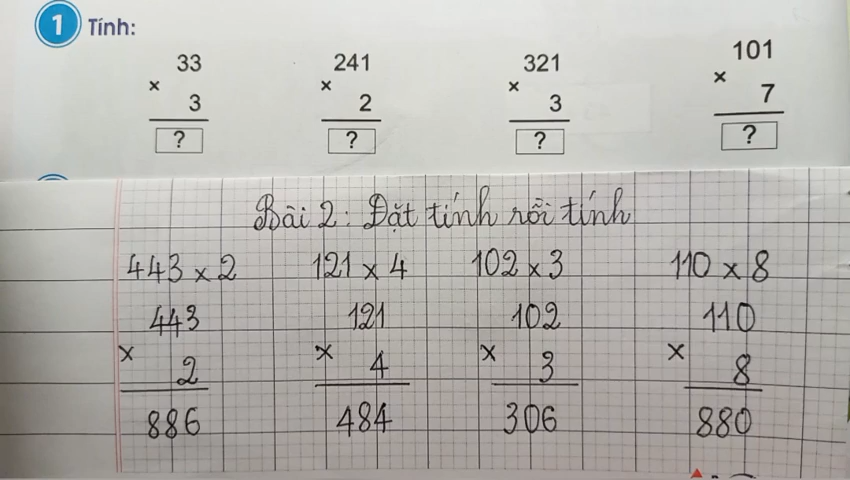 1 Tính:
33 241 321 101
× × × ×
3 2 3 7
? ? ? ?
Bài 2: Đặt tính rồi tính
443 x 2 121 x 4 102 x 3 110 x 8
443 121 102 110
x x x x
2 4 3 8
886 484 306 880